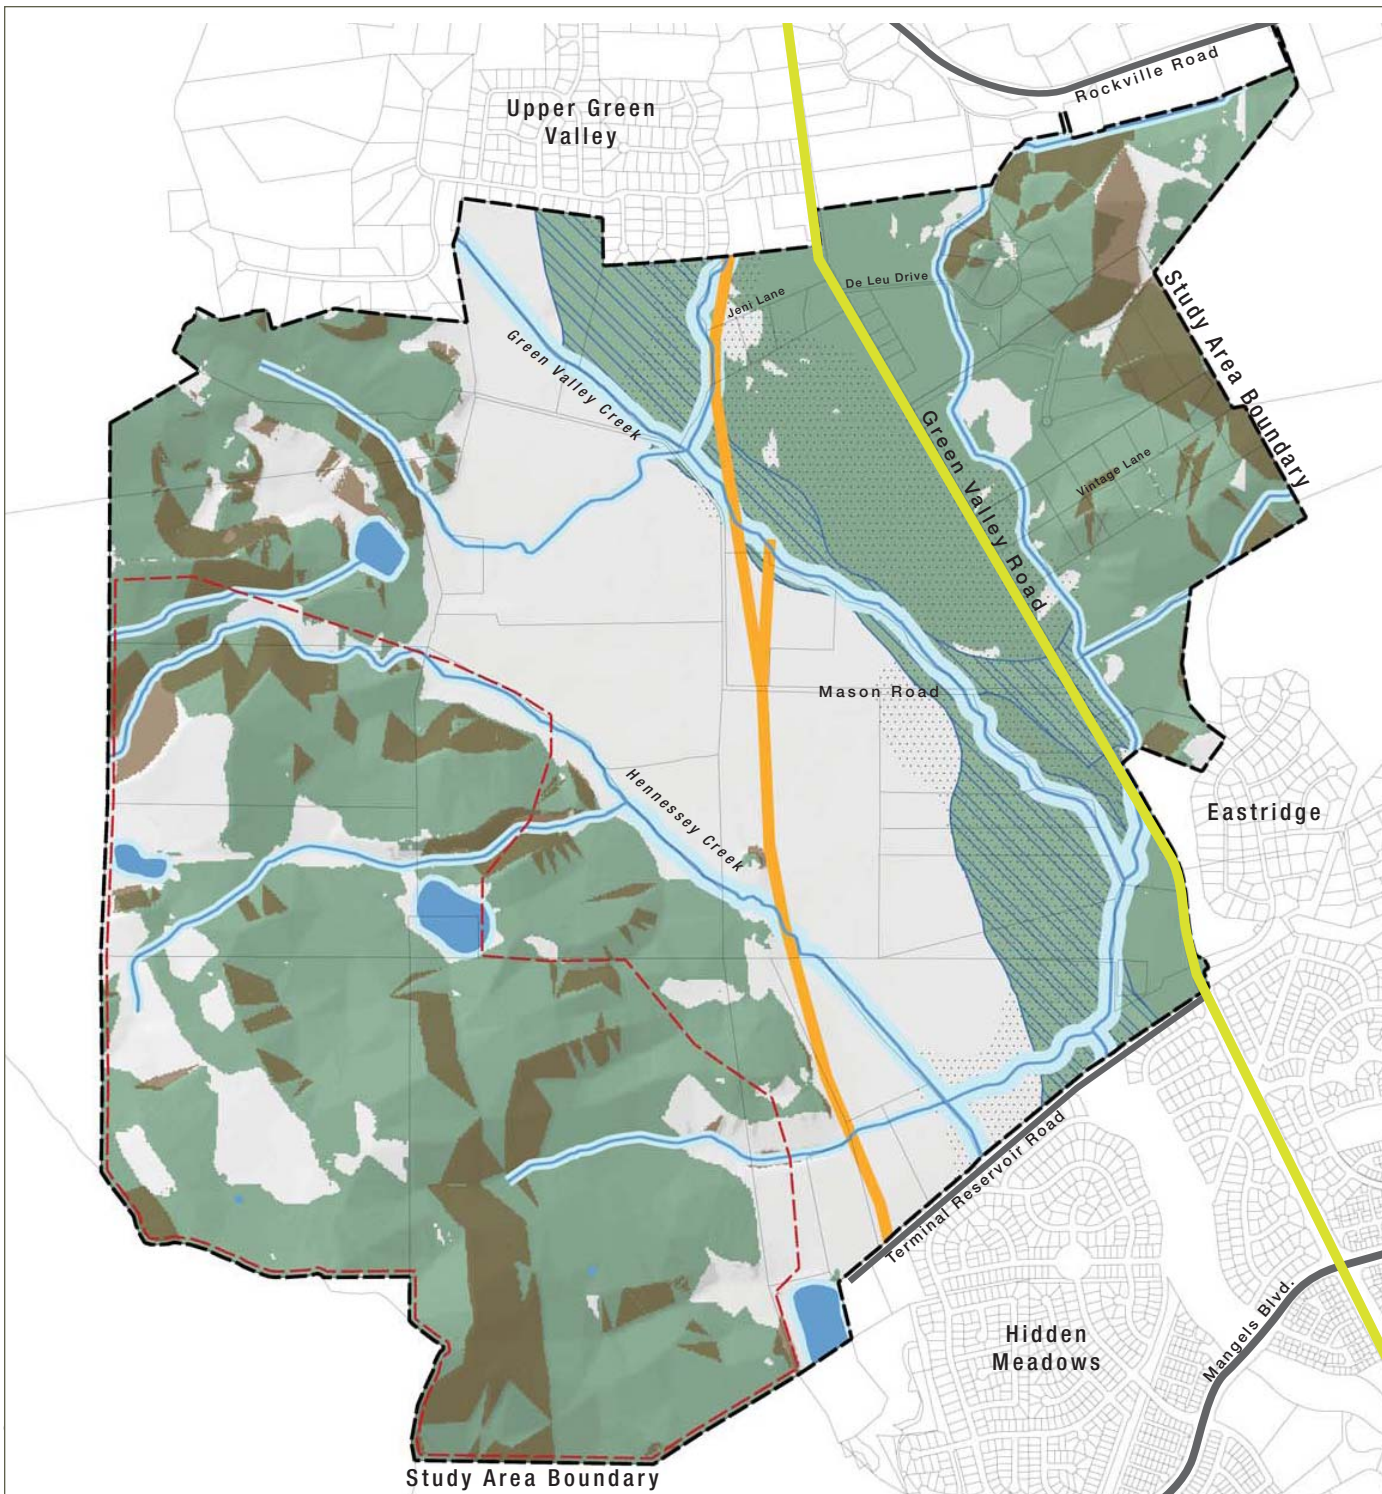 Rockville Road
Upper Green
Valley
De Leu Drive
Jeni Lane
Study Area Boundary
Green Valley Creek
Green Valley Road
Vintage Lane
Mason Road
Hennessey Creek
Eastridge
Terminal Reservoir Road
Hidden
Meadows
Mangels Blvd.
Study Area Boundary